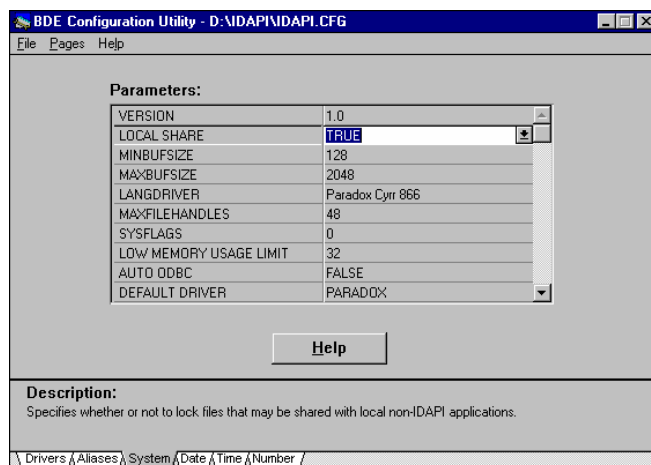 BDE Configuration Utility - D:\IDAPI\IDAPI.CFG
File Pages Help
Parameters:
VERSION 1.0
LOCAL SHARE TRUE
MINBUFSIZE 128
MAXBUFSIZE 2048
LANGDRIVER Paradox Cyrr 866
MAXFILEHANDLES 48
SYSFLAGS 0
LOW MEMORY USAGE LIMIT 32
AUTO ODBC FALSE
DEFAULT DRIVER PARADOX
Help
Description:
Specifies whether or not to lock files that may be shared with local non-IDAPI applications.
Drivers Aliases System Date Time Number